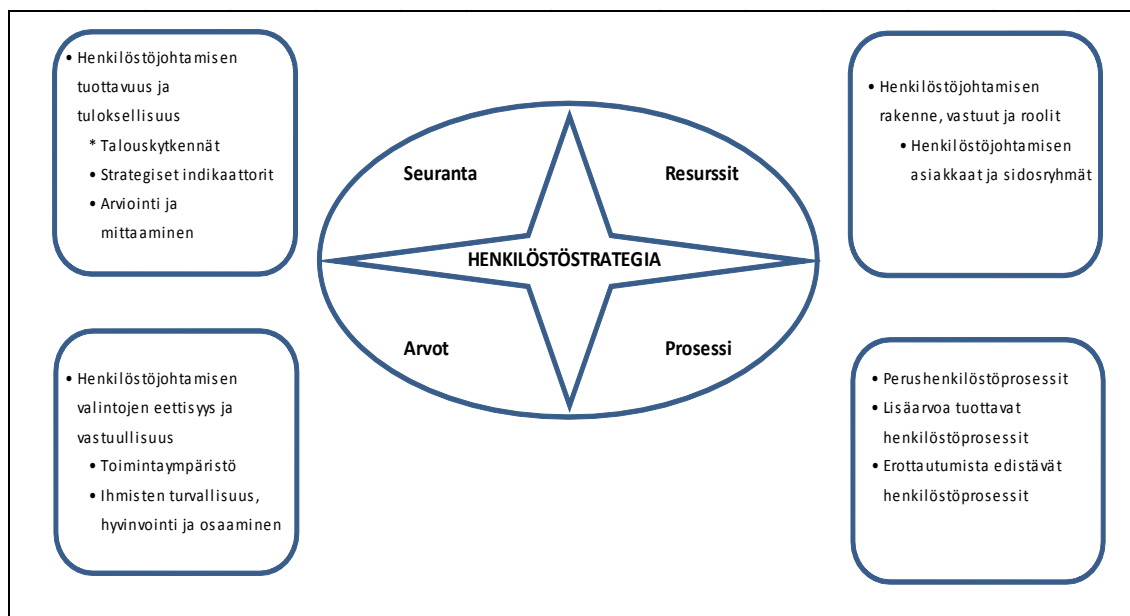 • Henkilöstöjohtamisen
tuottavuus ja
tuloksellisuus
* Talouskytkennät
• Strategiset indikaattorit
• Arviointi ja
mittaaminen
• Henkilöstöjohtamisen
rakenne, vastuut ja roolit
• Henkilöstöjohtamisen
asiakkaat ja sidosryhmät
Seuranta
Resurssit
HENKILÖSTÖSTRATEGIA
Arvot
Prosessi
• Henkilöstöjohtamisen
valintojen eettisyys ja
vastuullisuus
• Toimintaympäristö
• Ihmisten turvallisuus,
hyvinvointi ja osaaminen
• Perushenkilöstöprosessit
• Lisäarvoa tuottavat
henkilöstöprosessit
• Erottautumista edistävät
henkilöstöprosessit